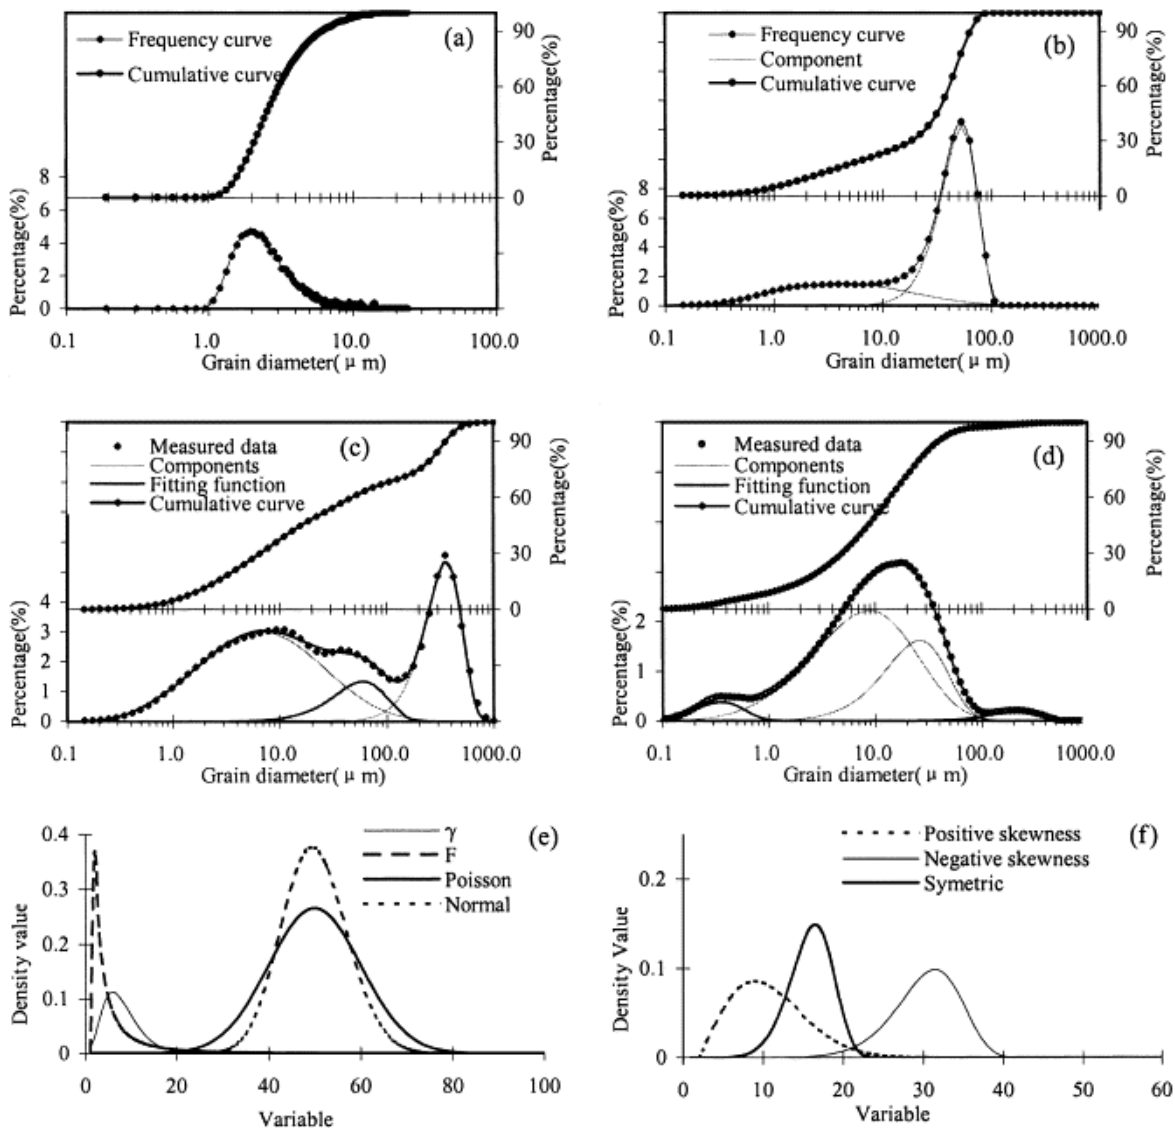 (a)
Frequency curve
Cumulative curve
90
60
30
0
Percentage(%)
8
6
4
2
0
Percentage(%)
0.1 1.0 10.0 100.0
Grain diameter( μ m)
(b)
Frequency curve
Component
Cumulative curve
90
60
30
0
Percentage(%)
8
6
4
2
0
Percentage(%)
0.1 1.0 10.0 100.0 1000.0
Grain diameter( μ m)
(c)
Measured data
Components
Fitting function
Cumulative curve
90
60
30
0
Percentage(%)
4
3
2
1
0
Percentage(%)
0.1 1.0 10.0 100.0 1000.0
Grain diameter( μ m)
(d)
Measured data
Components
Fitting function
Cumulative curve
90
60
30
0
Percentage(%)
2
1
0
Percentage(%)
0.1 1.0 10.0 100.0 1000.0
Grain diameter( μ m)
(e)
γ
F
Poisson
Normal
0.4
0.3
0.2
0.1
0
Density value
0 20 40 60 80 100
Variable
(f)
Positive skewness
Negative skewness
Symetric
0.2
0.1
0
Density Value
0 10 20 30 40 50 60
Variable